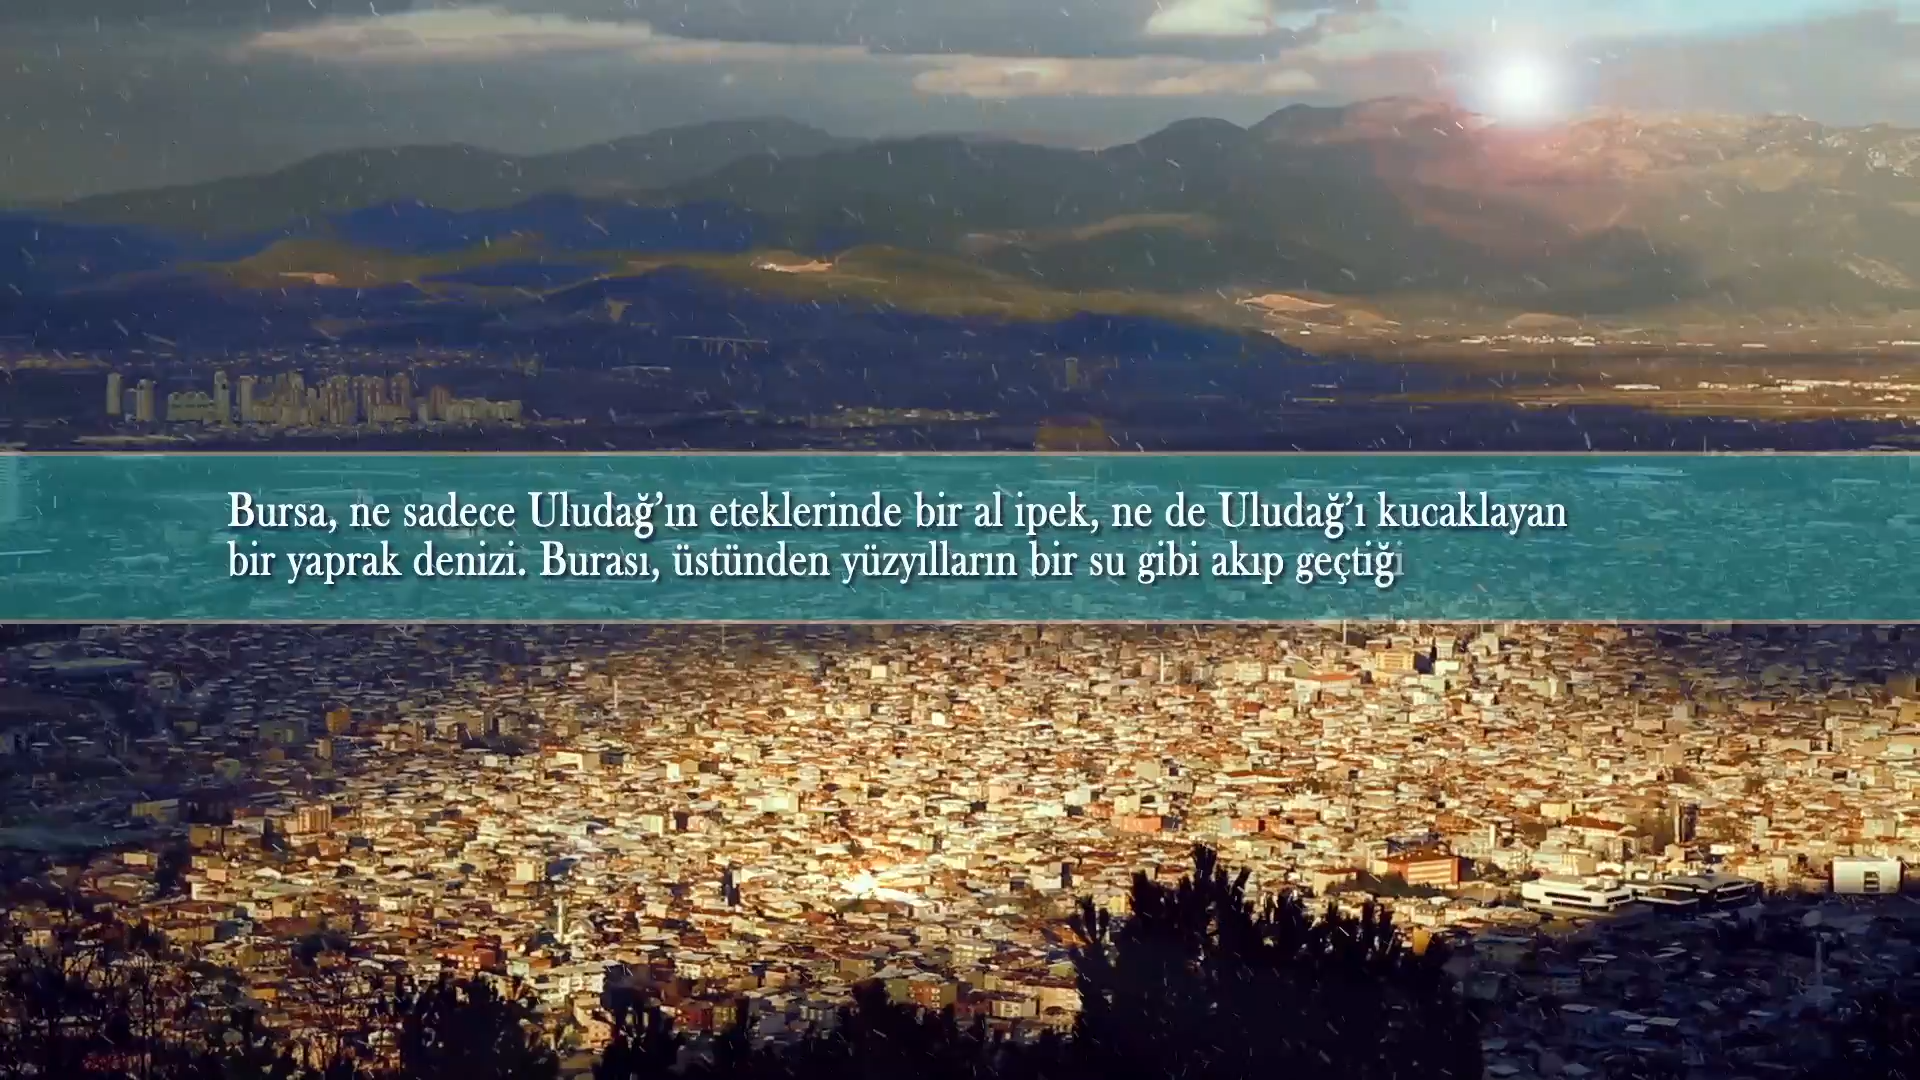 Bursa, ne sadece Uludağ’ın eteklerinde bir al ipek, ne de Uludağ’ı kucaklayan
bir yaprak denizi. Burası, üstünden yüzyılların bir su gibi akıp geçtiği